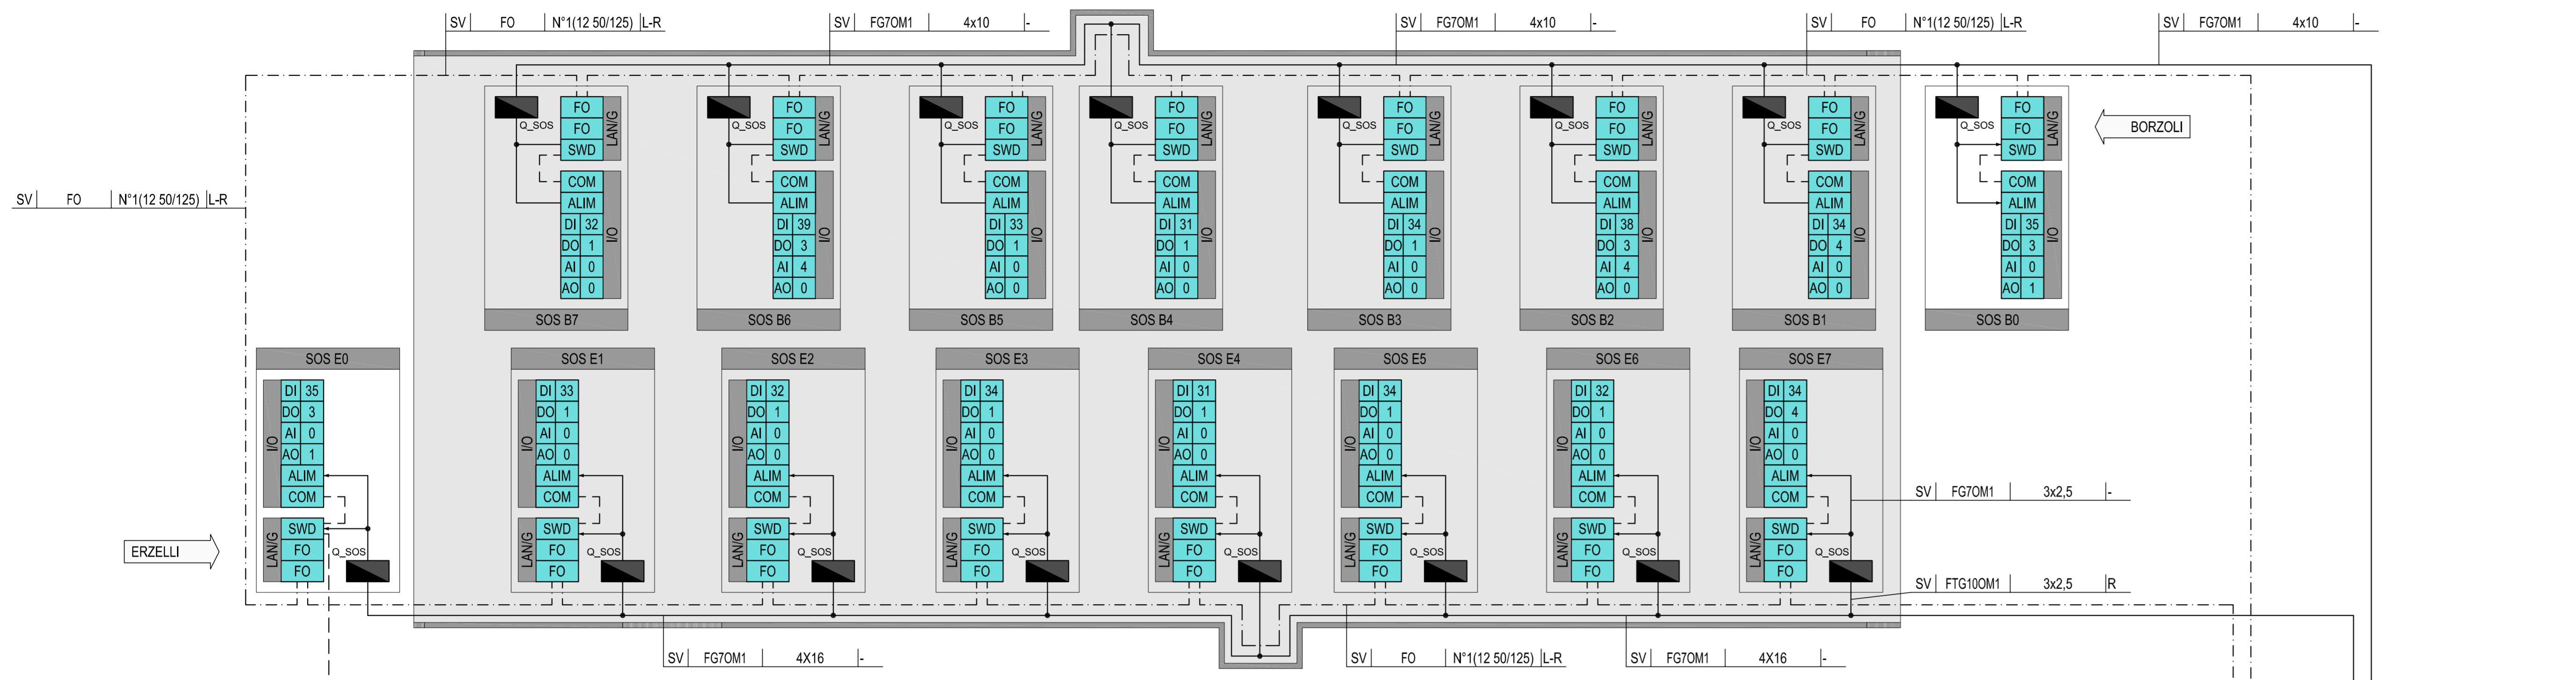 SV FO N°1(12 50/125) L-R
SV FG7OM1 4x10 -
SV FG7OM1 4x10 -
SV FO N°1(12 50/125) L-R
SV FG7OM1 4x10 -
SV FO N°1(12 50/125) L-R
Q_SOS
FO
FO
SWD
LAN/G
COM
ALIM
DI 32
DO 1
AI 0
AO 0
I/O
SOS B7
Q_SOS
FO
FO
SWD
LAN/G
COM
ALIM
DI 39
DO 3
AI 4
AO 0
I/O
SOS B6
Q_SOS
FO
FO
SWD
LAN/G
COM
ALIM
DI 33
DO 1
AI 0
AO 0
I/O
SOS B5
Q_SOS
FO
FO
SWD
LAN/G
COM
ALIM
DI 31
DO 1
AI 0
AO 0
I/O
SOS B4
Q_SOS
FO
FO
SWD
LAN/G
COM
ALIM
DI 34
DO 1
AI 0
AO 0
I/O
SOS B3
Q_SOS
FO
FO
SWD
LAN/G
COM
ALIM
DI 38
DO 3
AI 4
AO 0
I/O
SOS B2
Q_SOS
FO
FO
SWD
LAN/G
COM
ALIM
DI 34
DO 4
AI 0
AO 0
I/O
SOS B1
Q_SOS
FO
FO
SWD
LAN/G
COM
ALIM
DI 35
DO 3
AI 0
AO 1
I/O
SOS B0
BORZOLI
ERZELLI
SOS E0
DI 35
DO 3
AI 0
AO 1
ALIM
COM
I/O
SWD
FO
FO
LAN/G
Q_SOS
SOS E1
DI 33
DO 1
AI 0
AO 0
ALIM
COM
I/O
SWD
FO
FO
LAN/G
Q_SOS
SOS E2
DI 32
DO 1
AI 0
AO 0
ALIM
COM
I/O
SWD
FO
FO
LAN/G
Q_SOS
SOS E3
DI 34
DO 1
AI 0
AO 0
ALIM
COM
I/O
SWD
FO
FO
LAN/G
Q_SOS
SOS E4
DI 31
DO 1
AI 0
AO 0
ALIM
COM
I/O
SWD
FO
FO
LAN/G
Q_SOS
SOS E5
DI 34
DO 1
AI 0
AO 0
ALIM
COM
I/O
SWD
FO
FO
LAN/G
Q_SOS
SOS E6
DI 32
DO 1
AI 0
AO 0
ALIM
COM
I/O
SWD
FO
FO
LAN/G
Q_SOS
SOS E7
DI 34
DO 4
AI 0
AO 0
ALIM
COM
I/O
SWD
FO
FO
LAN/G
Q_SOS
SV FG7OM1 3x2,5 -
SV FTG10OM1 3x2,5 R
SV FG7OM1 4X16 -
SV FO N°1(12 50/125) L-R
SV FG7OM1 4X16 -